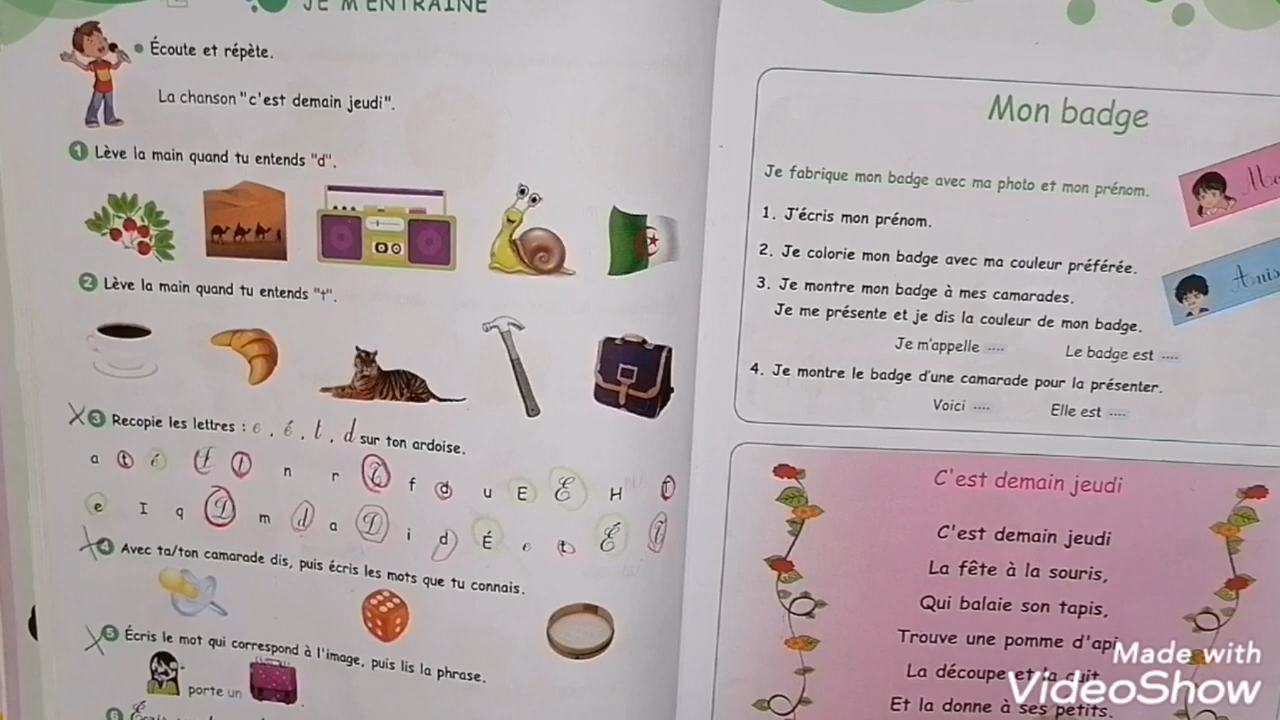 JE M'ENTRAÎNE
Écoute et répète.
La chanson "c'est demain jeudi".
1 Lève la main quand tu entends "d".
2 Lève la main quand tu entends "t".
3 Recopie les lettres : e . é . t . d sur ton ardoise.
a t é t n r f d u E E H t
e I q D m d a D i d É e t É
4 Avec ta/ton camarade dis, puis écris les mots que tu connais.
5 Écris le mot qui correspond à l'image, puis lis la phrase.
porte un
6
Mon badge
Je fabrique mon badge avec ma photo et mon prénom.
1. J'écris mon prénom.
2. Je colorie mon badge avec ma couleur préférée.
3. Je montre mon badge à mes camarades.
Je me présente et je dis la couleur de mon badge.
Je m'appelle .... Le badge est ....
4. Je montre le badge d'une camarade pour la présenter.
Voici .... Elle est ....
Anis
C'est demain jeudi
C'est demain jeudi
La fête à la souris,
Qui balaie son tapis,
Trouve une pomme d'api
La découpe et la cuit
Et la donne à ses petits.
Made with
VideoShow